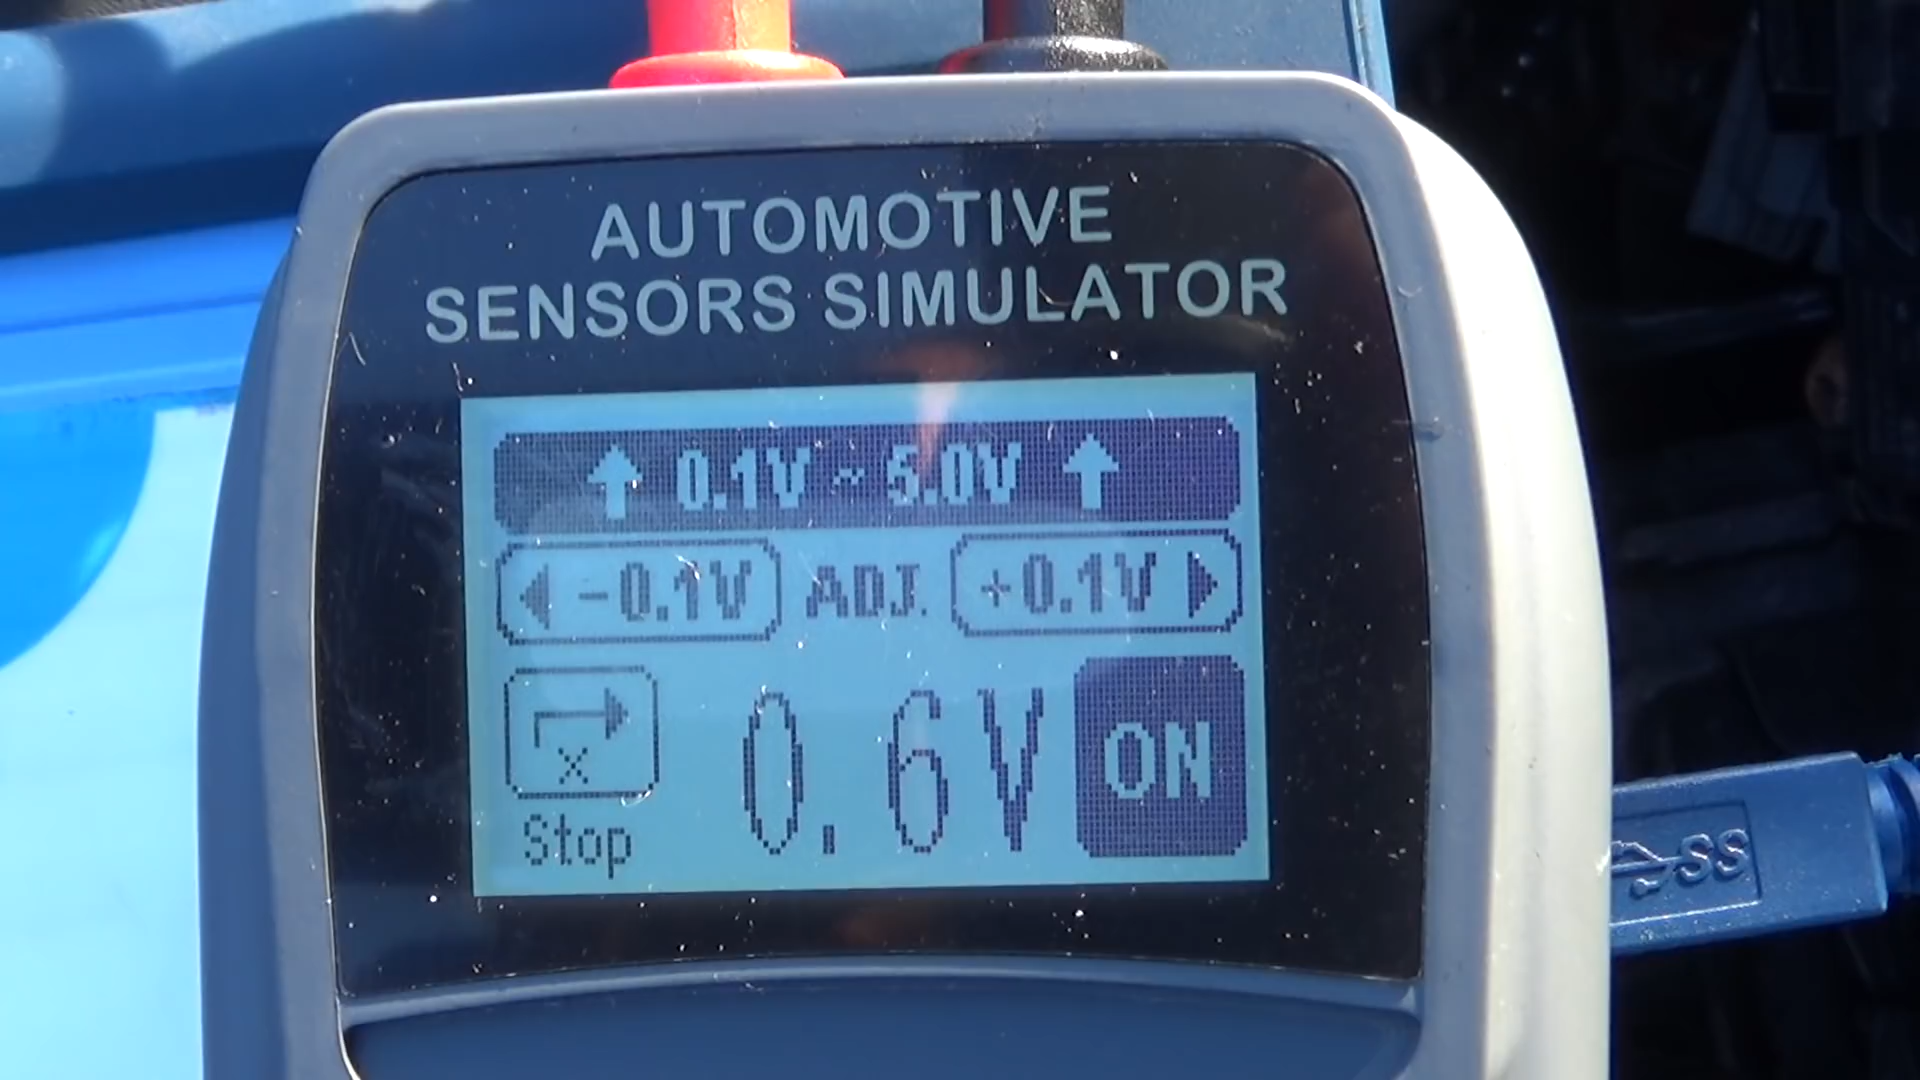 AUTOMOTIVE
SENSORS SIMULATOR
↑ 0.1V ~ 5.0V ↑
◀ -0.1V ADJ. +0.1V ▶
x
Stop 0.6V ON
SS